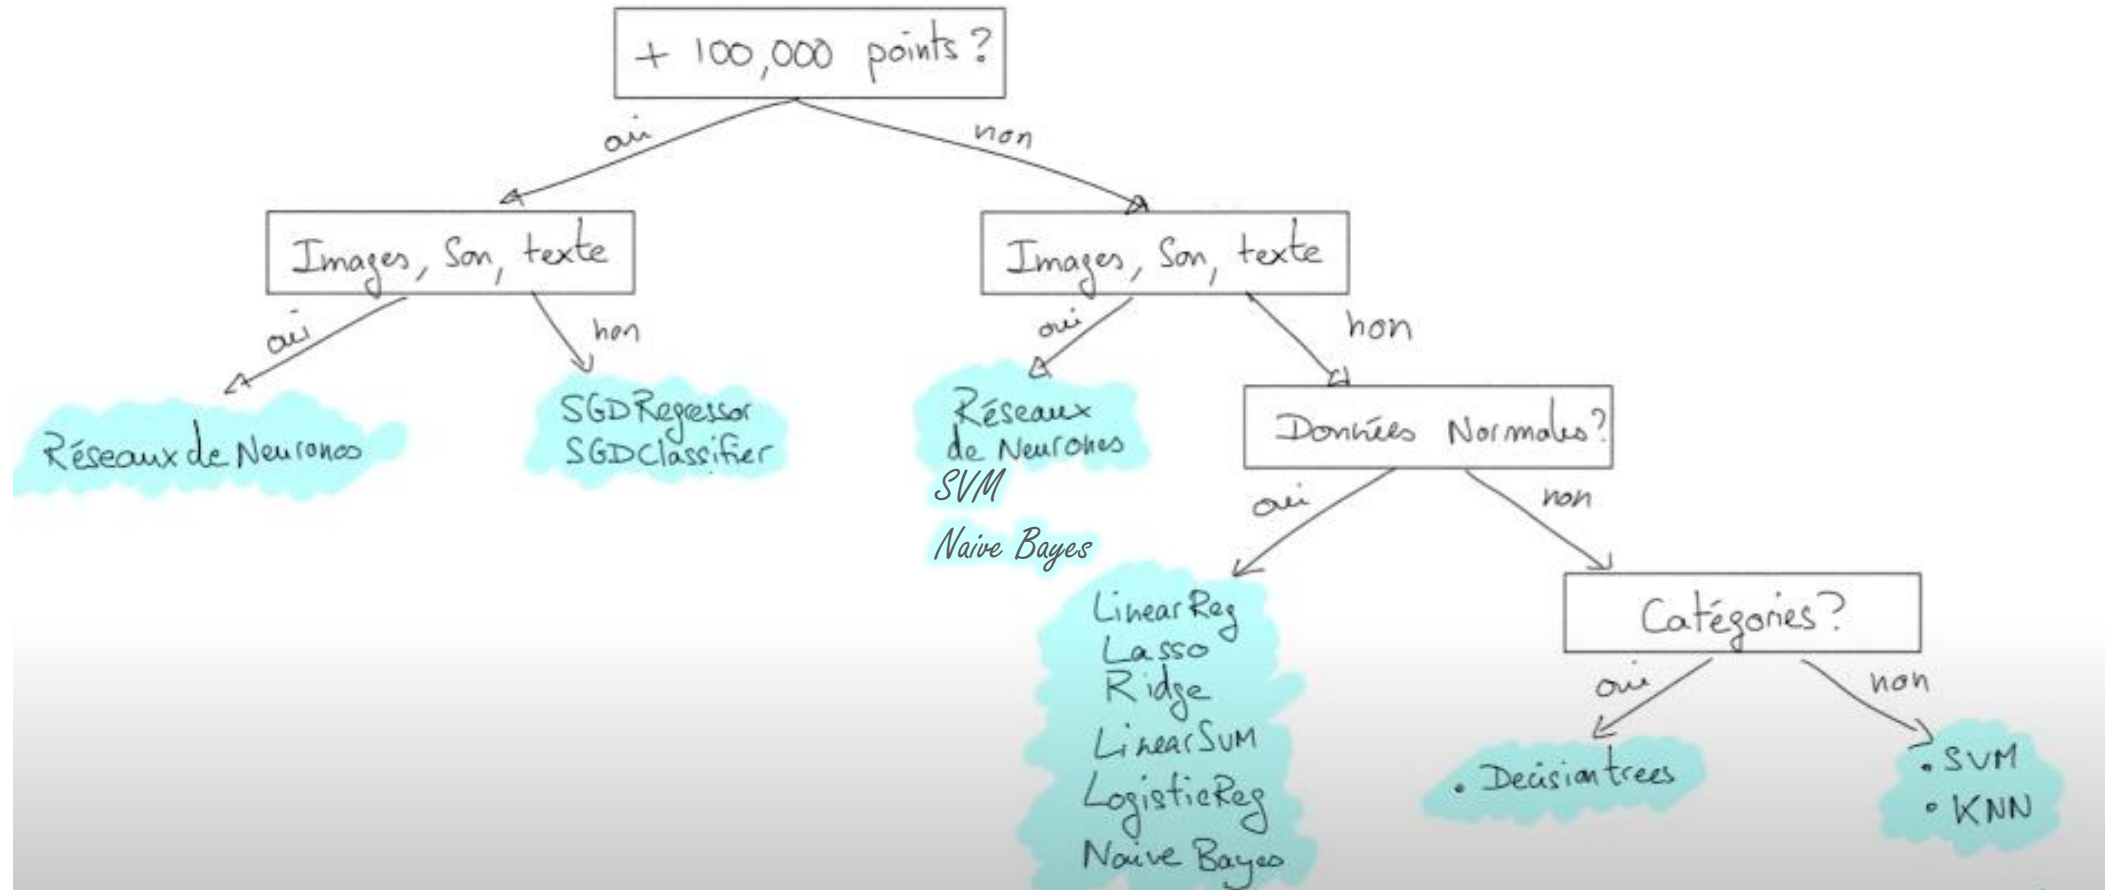 + 100,000 points?
oui
non
Images, Son, texte
Images, Son, texte
oui
non
oui
non
Réseaux de Neurones
SGDRegressor
SGDClassifier
Réseaux
de Neurones
SVM
Naive Bayes
Données Normales?
oui
non
LinearReg
Lasso
Ridge
LinearSVM
LogisticReg
Naive Bayes
Catégories?
oui
non
• Decision trees
• SVM
• KNN